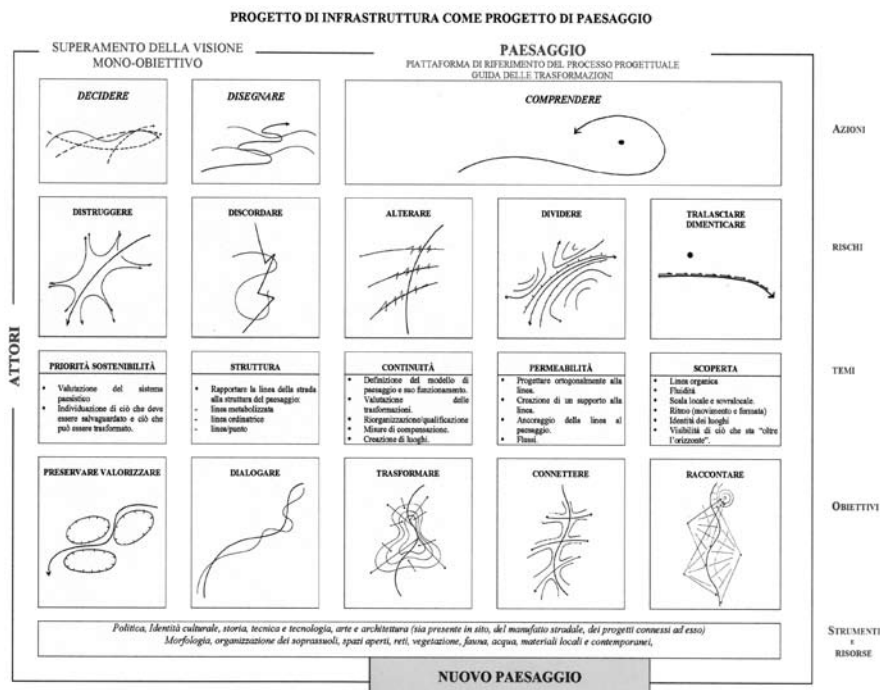 PROGETTO DI INFRASTRUTTURA COME PROGETTO DI PAESAGGIO
SUPERAMENTO DELLA VISIONE
MONO-OBIETTIVO
PAESAGGIO
PIATTAFORMA DI RIFERIMENTO DEL PROCESSO PROGETTUALE
GUIDA DELLE TRASFORMAZIONI
DECIDERE
DISEGNARE
COMPRENDERE
AZIONI
DISTRUGGERE
DISCORDARE
ALTERARE
DIVIDERE
TRALASCIARE
DIMENTICARE
RISCHI
ATTORI
PRIORITÀ SOSTENIBILITÀ
• Valutazione del sistema
paesistico
• Individuazione di ciò che deve
essere salvaguardato e ciò che
può essere trasformato.
STRUTTURA
• Rapportare la linea della strada
alla struttura del paesaggio:
- linea metabolizzata
- linea ordinatrice
- linea/punto
CONTINUITÀ
• Definizione del modello di
paesaggio e suo funzionamento.
• Valutazione delle
trasformazioni.
• Riorganizzazione/qualificazione
• Misure di compensazione.
• Creazione di luoghi.
PERMEABILITÀ
• Progettare ortogonalmente alla
linea.
• Creazione di un supporto alla
linea.
• Ancoraggio della linea al
paesaggio.
• Flussi.
SCOPERTA
• Linea organica
• Fluidità
• Scala locale e sovralocale.
• Ritmo (movimento e fermata)
• Identità dei luoghi
• Visibilità di ciò che sta "oltre
l'orizzonte".
TEMI
PRESERVARE VALORIZZARE
DIALOGARE
TRASFORMARE
CONNETTERE
RACCONTARE
OBIETTIVI
Politica, Identità culturale, storia, tecnica e tecnologia, arte e architettura (sia presente in sito, del manufatto stradale, dei progetti connessi ad esso)
Morfologia, organizzazione dei soprassuoli, spazi aperti, reti, vegetazione, fauna, acqua, materiali locali e contemporanei,
STRUMENTI
E
RISORSE
NUOVO PAESAGGIO